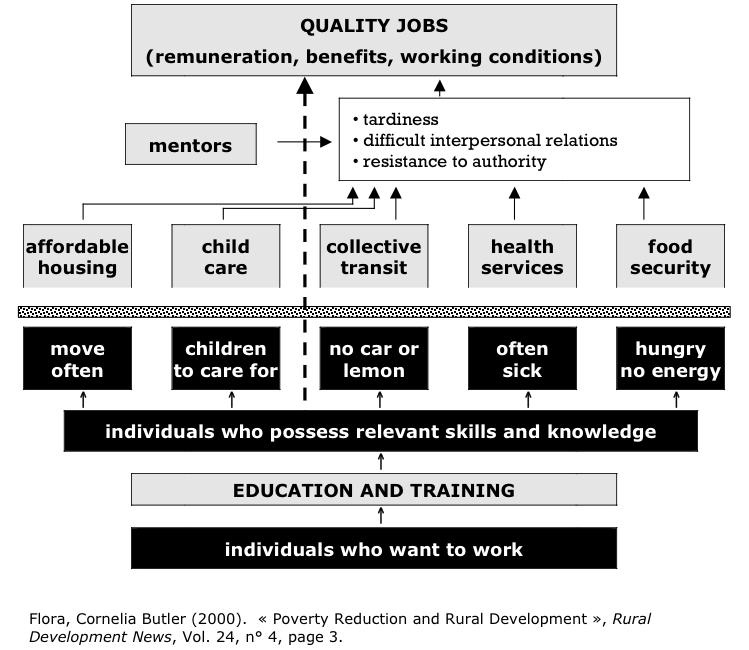 QUALITY JOBS
(remuneration, benefits, working conditions)
• tardiness
• difficult interpersonal relations
• resistance to authority
mentors
affordable
housing
child
care
collective
transit
health
services
food
security
move
often
children
to care for
no car or
lemon
often
sick
hungry
no energy
individuals who possess relevant skills and knowledge
EDUCATION AND TRAINING
individuals who want to work
Flora, Cornelia Butler (2000).  « Poverty Reduction and Rural Development », Rural
Development News, Vol. 24, n° 4, page 3.